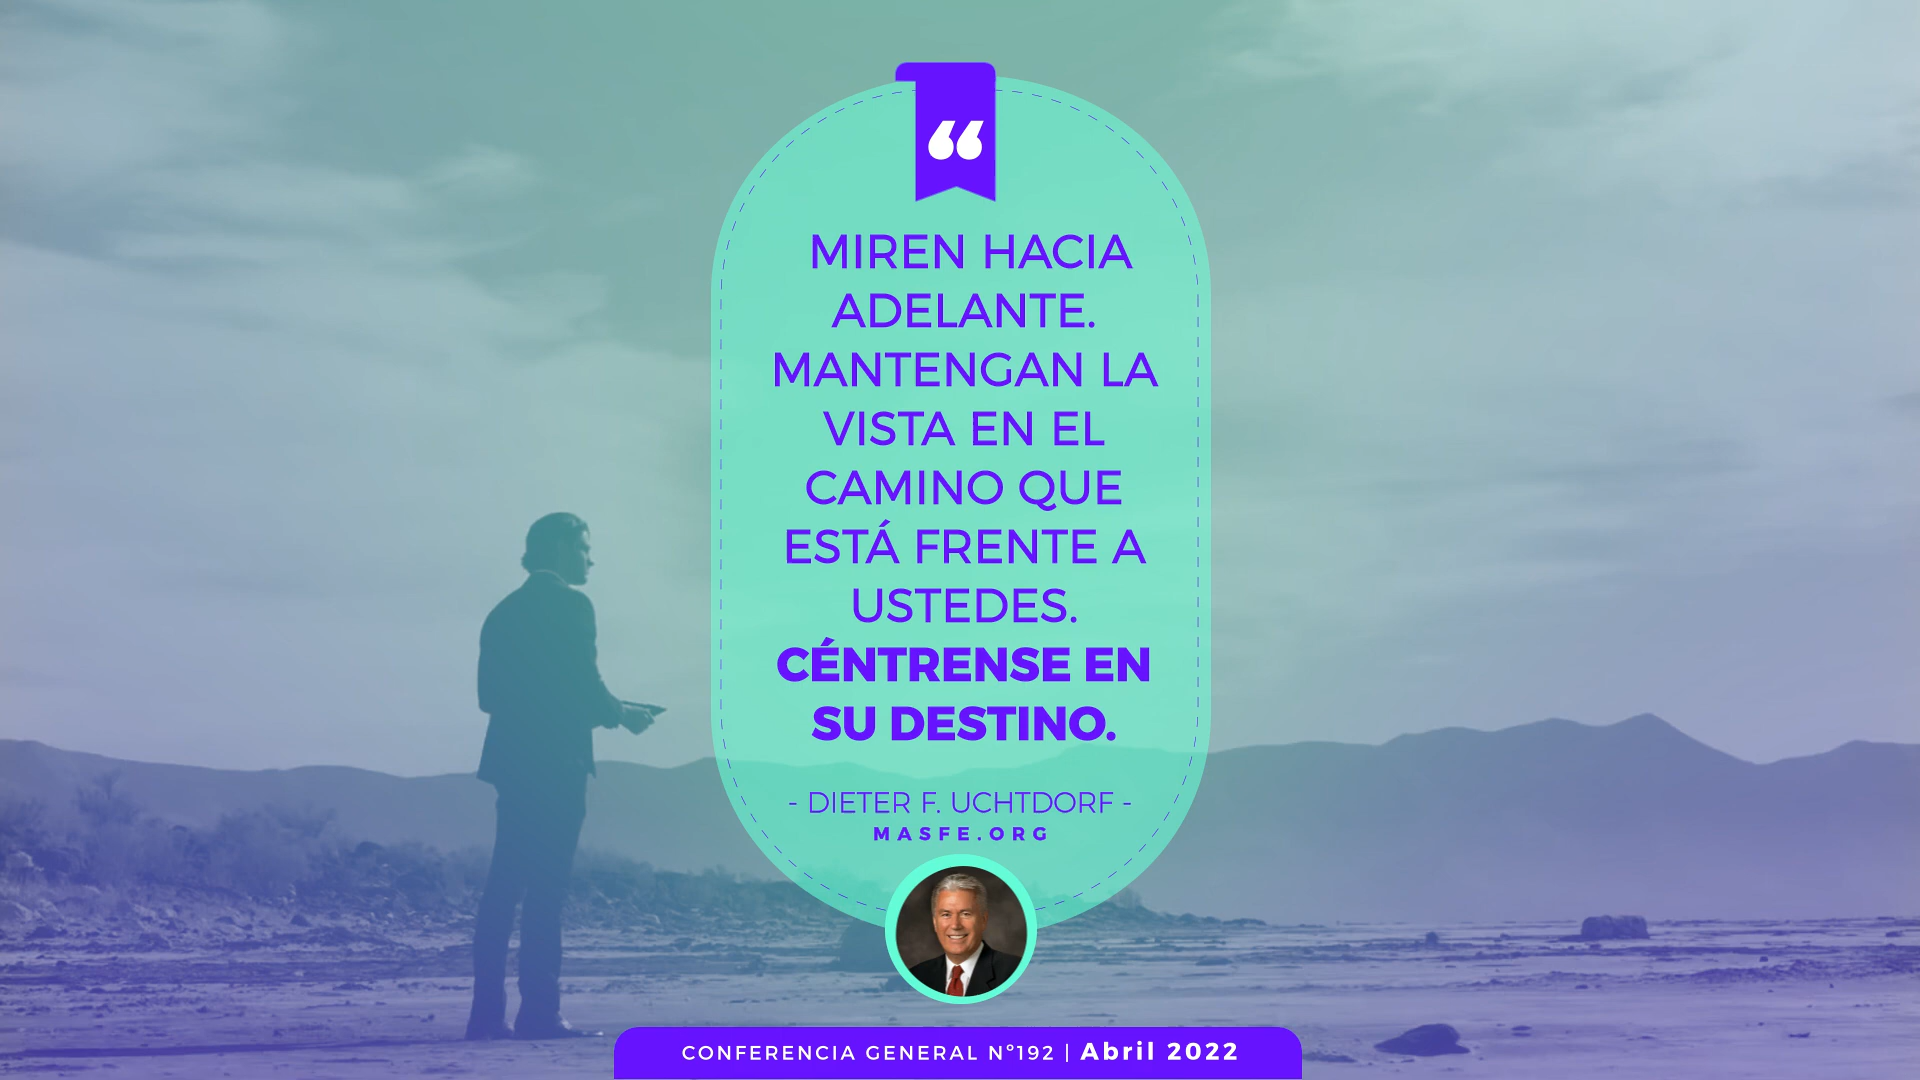 “
MIREN HACIA
ADELANTE.
MANTENGAN LA
VISTA EN EL
CAMINO QUE
ESTÁ FRENTE A
USTEDES.
CÉNTRENSE EN
SU DESTINO.
- DIETER F. UCHTDORF -
MASFE.ORG
CONFERENCIA GENERAL N°192 | Abril 2022